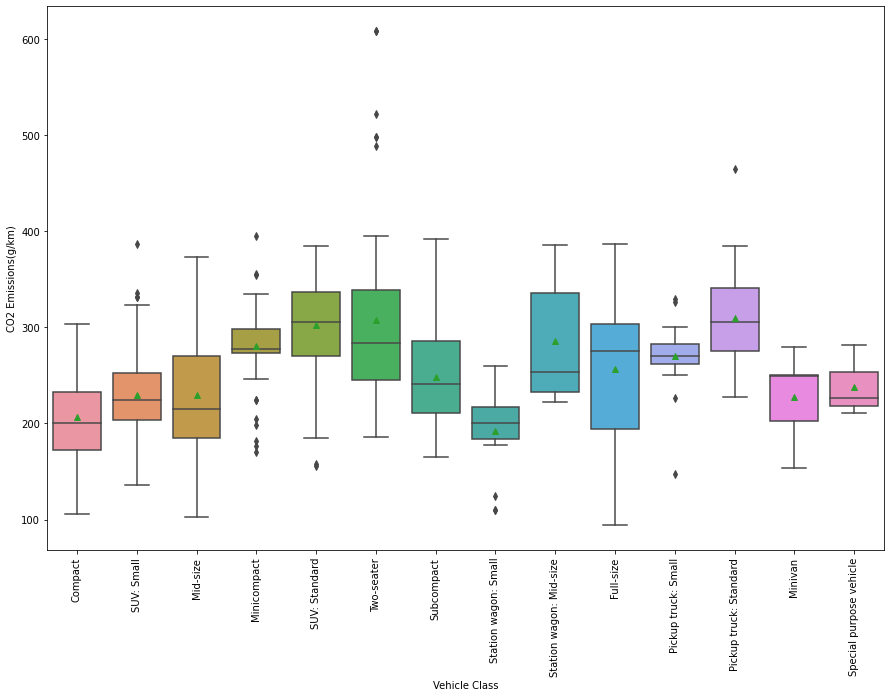 CO2 Emissions(g/km)
600
500
400
300
200
100
Compact
SUV: Small
Mid-size
Minicompact
SUV: Standard
Two-seater
Subcompact
Station wagon: Small
Station wagon: Mid-size
Full-size
Pickup truck: Small
Pickup truck: Standard
Minivan
Special purpose vehicle
Vehicle Class